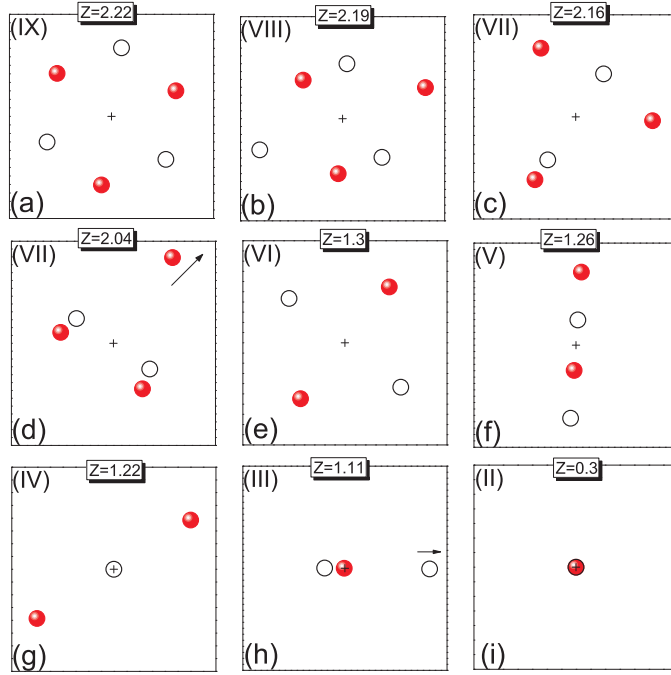 (IX) Z=2.22
(a)
(VIII) Z=2.19
(b)
(VII) Z=2.16
(c)
(VII) Z=2.04
(d)
(VI) Z=1.3
(e)
(V) Z=1.26
(f)
(IV) Z=1.22
(g)
(III) Z=1.11
(h)
(II) Z=0.3
(i)